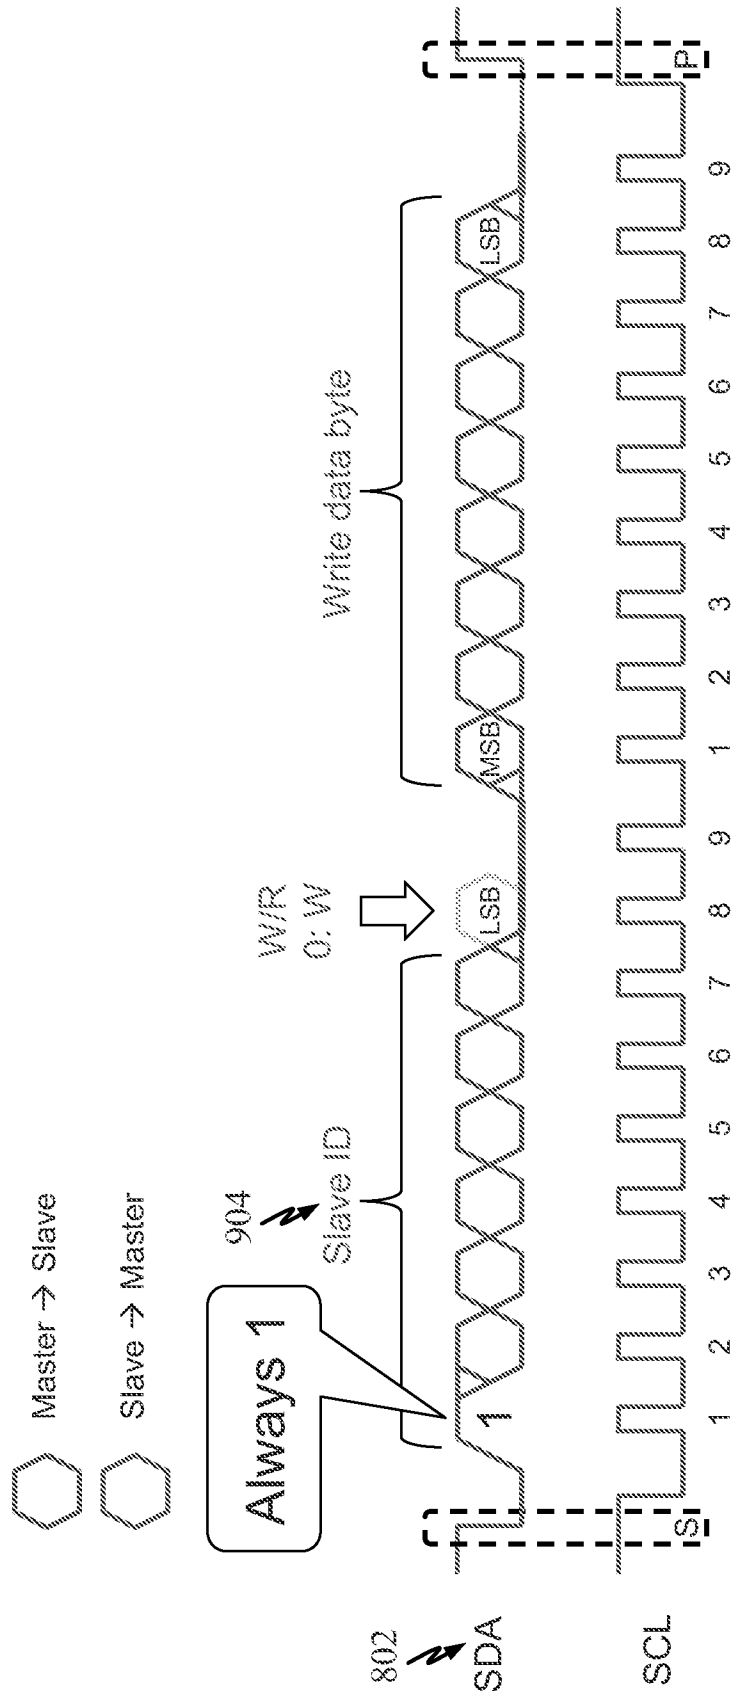 Master → Slave
Slave → Master
Always 1
904
Slave ID
W/R
0: W
Write data byte
802
SDA
1
LSB
MSB
LSB
SCL
S
P
1 2 3 4 5 6 7 8 9 1 2 3 4 5 6 7 8 9